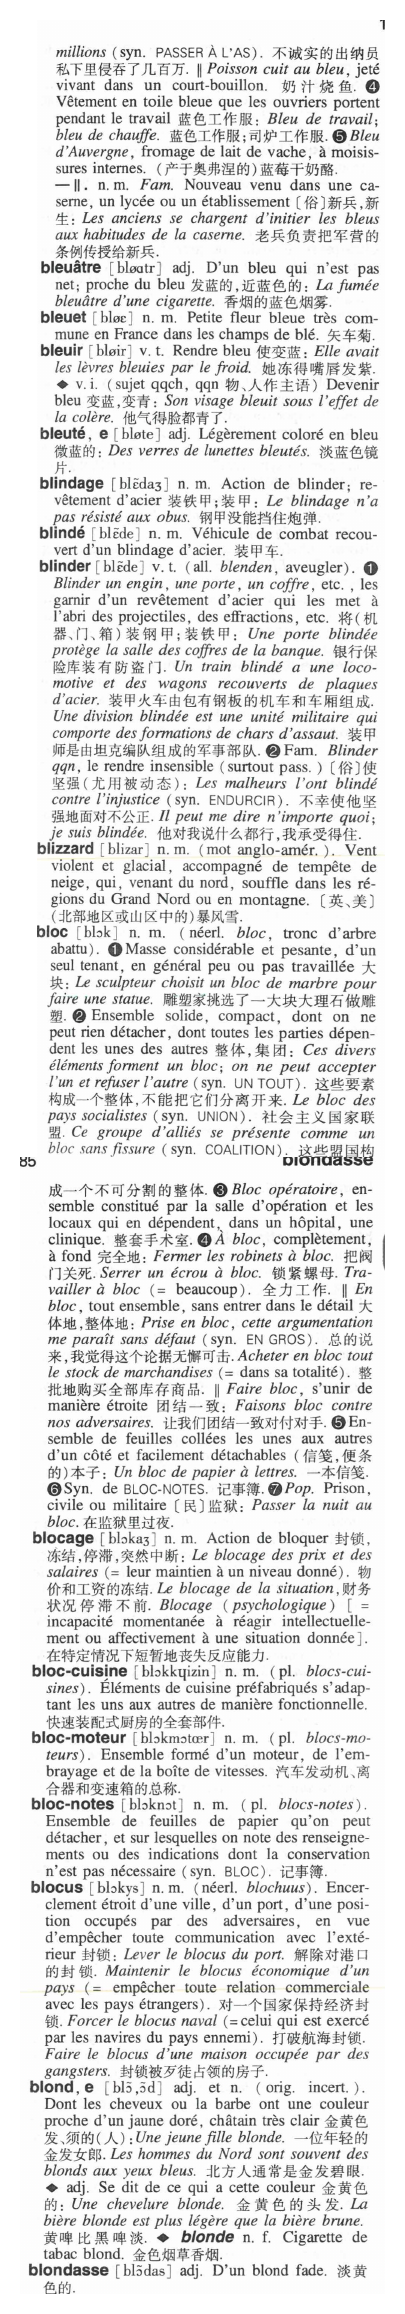 1
millions (syn. PASSER À L'AS). 不诚实的出纳员
私下里侵吞了几百万. ‖ Poisson cuit au bleu, jeté
vivant dans un court-bouillon. 奶汁烧鱼. ❹
Vêtement en toile bleue que les ouvriers portent
pendant le travail 蓝色工作服: Bleu de travail;
bleu de chauffe. 蓝色工作服;司炉工作服. ❺ Bleu
d'Auvergne, fromage de lait de vache, à moisis-
sures internes. (产于奥弗涅的)蓝莓干奶酪.
—Ⅱ. n. m. Fam. Nouveau venu dans une ca-
serne, un lycée ou un établissement〔俗〕新兵,新
生: Les anciens se chargent d'initier les bleus
aux habitudes de la caserne. 老兵负责把军营的
条例传授给新兵.
bleuâtre [bløatr] adj. D'un bleu qui n'est pas
net; proche du bleu 发蓝的,近蓝色的: La fumée
bleuâtre d'une cigarette. 香烟的蓝色烟雾.
bleuet [bløɛ] n. m. Petite fleur bleue très com-
mune en France dans les champs de blé. 矢车菊.
bleuir [bløir] v. t. Rendre bleu 使变蓝: Elle avait
les lèvres bleuies par le froid. 她冻得嘴唇发紫.
◆ v. i. (sujet qqch, qqn 物、人作主语) Devenir
bleu 变蓝,变青: Son visage bleuit sous l'effet de
la colère. 他气得脸都青了.
bleuté, e [bløte] adj. Légèrement coloré en bleu
微蓝的: Des verres de lunettes bleutés. 淡蓝色镜
片.
blindage [blɛ̃daʒ] n. m. Action de blinder; re-
vêtement d'acier 装铁甲;装甲: Le blindage n'a
pas résisté aux obus. 钢甲没能挡住炮弹.
blindé [blɛ̃de] n. m. Véhicule de combat recou-
vert d'un blindage d'acier. 装甲车.
blinder [blɛ̃de] v. t. (all. blenden, aveugler). ❶
Blinder un engin, une porte, un coffre, etc., les
garnir d'un revêtement d'acier qui les met à
l'abri des projectiles, des effractions, etc. 将(机
器、门、箱)装钢甲;装铁甲: Une porte blindée
protège la salle des coffres de la banque. 银行保
险库装有防盗门. Un train blindé a une loco-
motive et des wagons recouverts de plaques
d'acier. 装甲火车由包有钢板的机车和车厢组成.
Une division blindée est une unité militaire qui
comporte des formations de chars d'assaut. 装甲
师是由坦克编队组成的军事部队. ❷ Fam. Blinder
qqn, le rendre insensible (surtout pass.)〔俗〕使
坚强(尤用被动态): Les malheurs l'ont blindé
contre l'injustice (syn. ENDURCIR). 不幸使他坚
强地面对不公正. Il peut me dire n'importe quoi;
je suis blindée. 他对我说什么都行,我承受得住.
blizzard [blizar] n. m. (mot anglo-amér.). Vent
violent et glacial, accompagné de tempête de
neige, qui, venant du nord, souffle dans les ré-
gions du Grand Nord ou en montagne. 〔英、美〕
(北部地区或山区中的)暴风雪.
bloc [blɔk] n. m. (néerl. bloc, tronc d'arbre
abattu). ❶ Masse considérable et pesante, d'un
seul tenant, en général peu ou pas travaillée 大
块: Le sculpteur choisit un bloc de marbre pour
faire une statue. 雕塑家挑选了一大块大理石做雕
塑. ❷ Ensemble solide, compact, dont on ne
peut rien détacher, dont toutes les parties dépen-
dent les unes des autres 整体,集团: Ces divers
éléments forment un bloc; on ne peut accepter
l'un et refuser l'autre (syn. UN TOUT). 这些要素
构成一个整体,不能把它们分离开来. Le bloc des
pays socialistes (syn. UNION). 社会主义国家联
盟. Ce groupe d'alliés se présente comme un
bloc sans fissure (syn. COALITION). 这些盟国构
85 blondasse
成一个不可分割的整体. ❸ Bloc opératoire, en-
semble constitué par la salle d'opération et les
locaux qui en dépendent, dans un hôpital, une
clinique. 整套手术室. ❹ À bloc, complètement,
à fond 完全地: Fermer les robinets à bloc. 把阀
门关死. Serrer un écrou à bloc. 锁紧螺母. Tra-
vailler à bloc (= beaucoup). 全力工作. ‖ En
bloc, tout ensemble, sans entrer dans le détail 大
体地,整体地: Prise en bloc, cette argumentation
me paraît sans défaut (syn. EN GROS). 总的说
来,我觉得这个论据无懈可击. Acheter en bloc tout
le stock de marchandises (= dans sa totalité). 整
批地购买全部库存商品. ‖ Faire bloc, s'unir de
manière étroite 团结一致: Faisons bloc contre
nos adversaires. 让我们团结一致对付对手. ❺ En-
semble de feuilles collées les unes aux autres
d'un côté et facilement détachables (信笺,便条
的)本子: Un bloc de papier à lettres. 一本信笺.
❻ Syn. de BLOC-NOTES. 记事簿. ❼ Pop. Prison,
civile ou militaire〔民〕监狱: Passer la nuit au
bloc. 在监狱里过夜.
blocage [blɔkaʒ] n. m. Action de bloquer 封锁,
冻结,停滞,突然中断: Le blocage des prix et des
salaires (= leur maintien à un niveau donné). 物
价和工资的冻结. Le blocage de la situation, 财务
状况停滞不前. Blocage (psychologique) [ =
incapacité momentanée à réagir intellectuelle-
ment ou affectivement à une situation donnée].
在特定情况下短暂地丧失反应能力.
bloc-cuisine [blɔkkɥizin] n. m. (pl. blocs-cui-
sines). Éléments de cuisine préfabriqués s'adap-
tant les uns aux autres de manière fonctionnelle.
快速装配式厨房的全套部件.
bloc-moteur [blɔkmɔtœr] n. m. (pl. blocs-mo-
teurs). Ensemble formé d'un moteur, de l'em-
brayage et de la boîte de vitesses. 汽车发动机、离
合器和变速箱的总称.
bloc-notes [blɔknɔt] n. m. (pl. blocs-notes).
Ensemble de feuilles de papier qu'on peut
détacher, et sur lesquelles on note des renseigne-
ments ou des indications dont la conservation
n'est pas nécessaire (syn. BLOC). 记事簿.
blocus [blɔkys] n. m. (néerl. blochuus). Encer-
clement étroit d'une ville, d'un port, d'une posi-
tion occupés par des adversaires, en vue
d'empêcher toute communication avec l'exté-
rieur 封锁: Lever le blocus du port. 解除对港口
的封锁. Maintenir le blocus économique d'un
pays (= empêcher toute relation commerciale
avec les pays étrangers). 对一个国家保持经济封
锁. Forcer le blocus naval (= celui qui est exercé
par les navires du pays ennemi). 打破航海封锁.
Faire le blocus d'une maison occupée par des
gangsters. 封锁被歹徒占领的房子.
blond, e [blɔ̃,ɔ̃d] adj. et n. (orig. incert.).
Dont les cheveux ou la barbe ont une couleur
proche d'un jaune doré, châtain très clair 金黄色
发、须的(人): Une jeune fille blonde. 一位年轻的
金发女郎. Les hommes du Nord sont souvent des
blonds aux yeux bleus. 北方人通常是金发碧眼.
◆ adj. Se dit de ce qui a cette couleur 金黄色
的: Une chevelure blonde. 金黄色的头发. La
bière blonde est plus légère que la bière brune.
黄啤比黑啤淡. ◆ blonde n. f. Cigarette de
tabac blond. 金色烟草香烟.
blondasse [blɔ̃das] adj. D'un blond fade. 淡黄
色的.